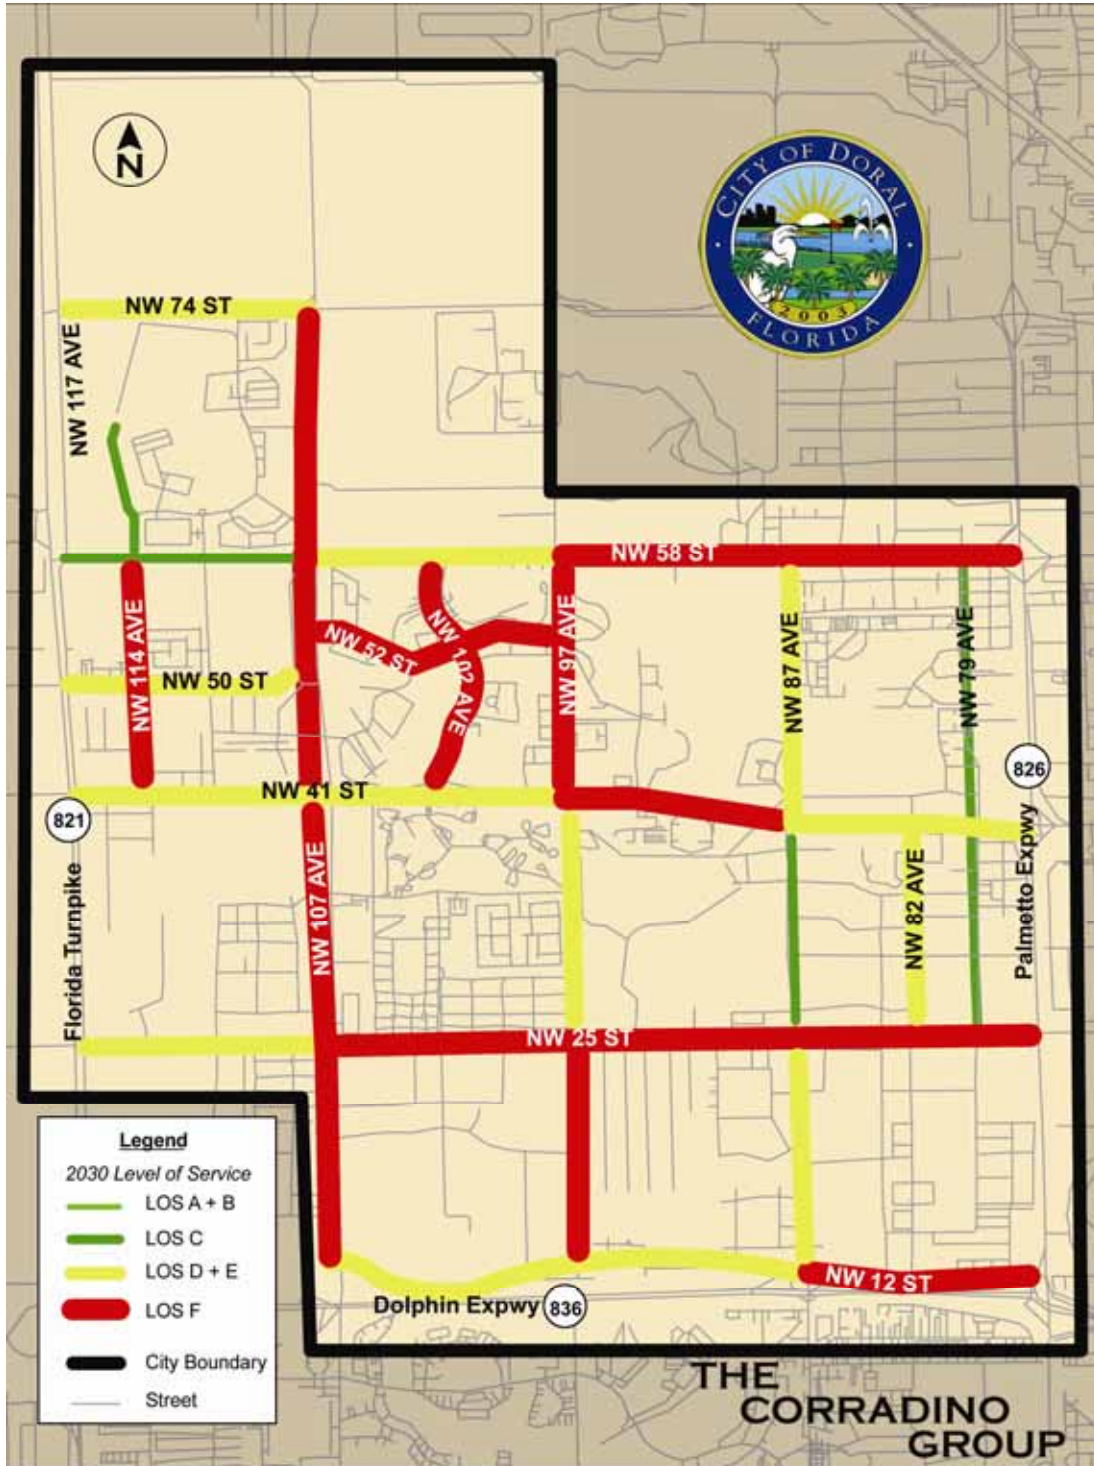 N
CITY OF DORAL
2003
FLORIDA
NW 74 ST
NW 117 AVE
NW 58 ST
NW 114 AVE
NW 52 ST
NW 102 AVE
NW 97 AVE
NW 87 AVE
NW 79 AVE
NW 50 ST
NW 41 ST
826
821
Palmetto Expwy
Florida Turnpike
NW 107 AVE
NW 82 AVE
NW 25 ST
NW 12 ST
Dolphin Expwy
836
Legend
2030 Level of Service
LOS A + B
LOS C
LOS D + E
LOS F
City Boundary
Street
THE
CORRADINO
GROUP